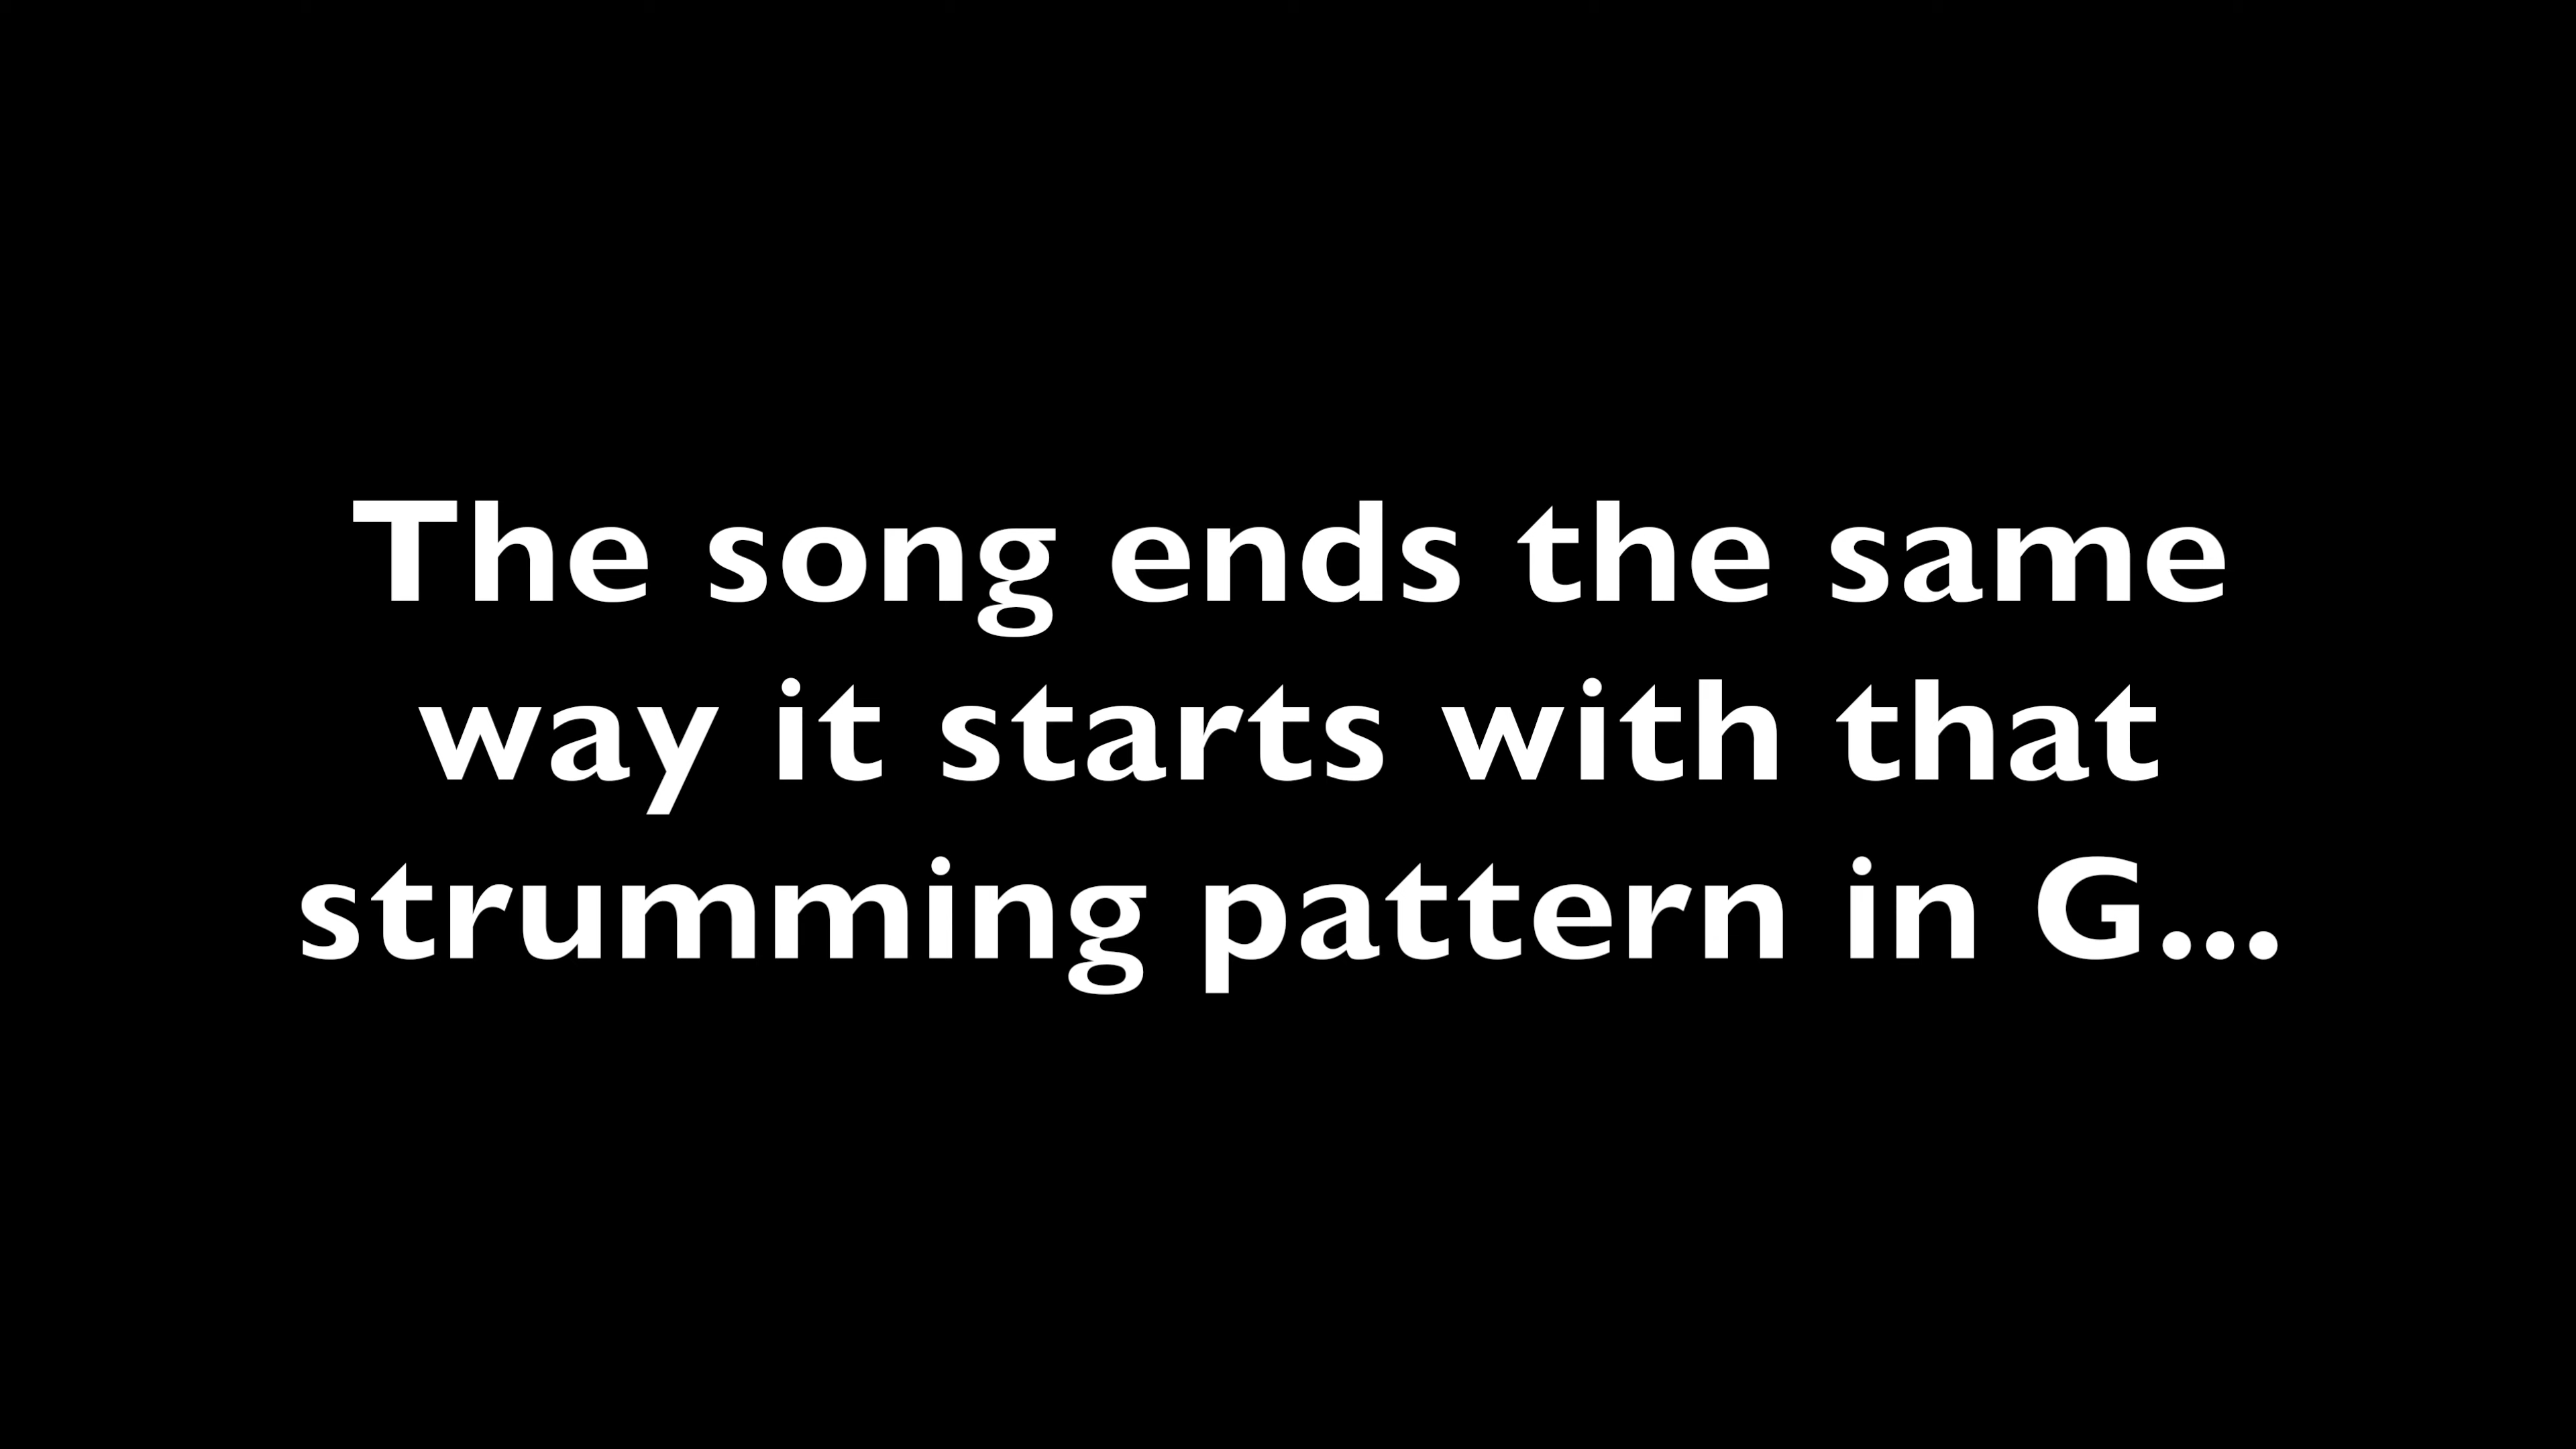 The song ends the same
way it starts with that
strumming pattern in G...